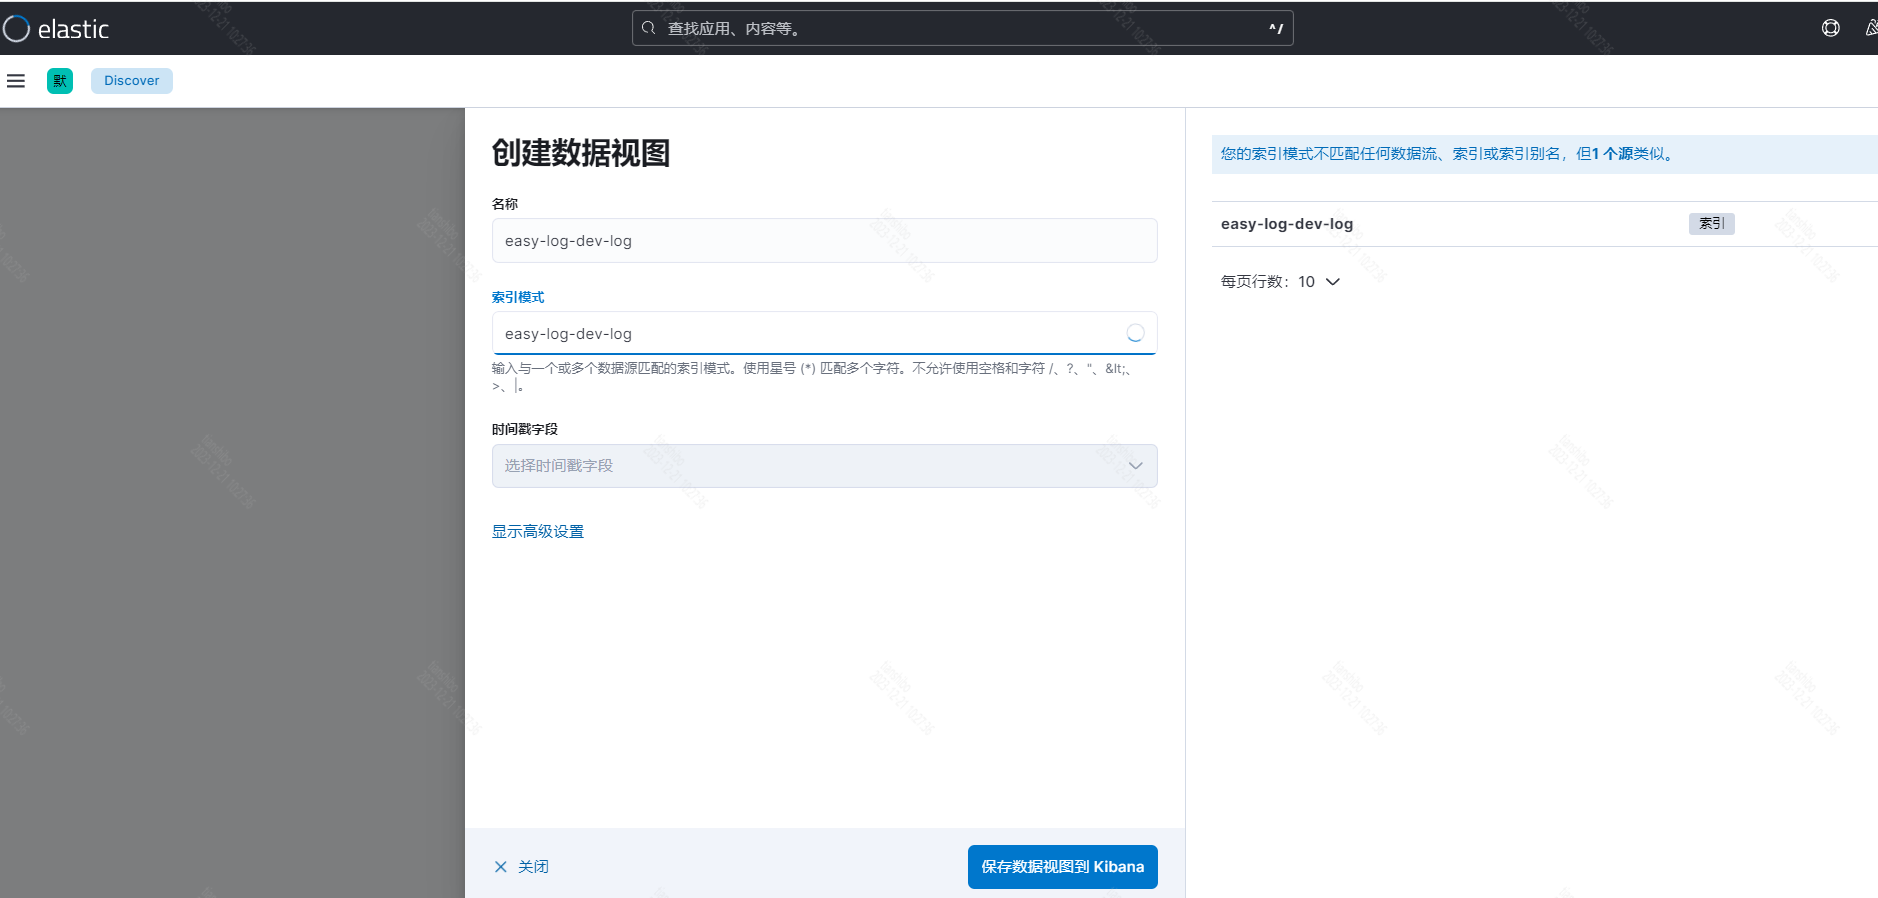 elastic
查找应用、内容等。
^/
默
Discover
创建数据视图
名称
easy-log-dev-log
索引模式
easy-log-dev-log
输入与一个或多个数据源匹配的索引模式。使用星号 (*) 匹配多个字符。不允许使用空格和字符 /、?、"、&lt;、
>、|。
时间戳字段
选择时间戳字段
显示高级设置
关闭
保存数据视图到 Kibana
您的索引模式不匹配任何数据流、索引或索引别名，但1 个源类似。
easy-log-dev-log
索引
每页行数：10